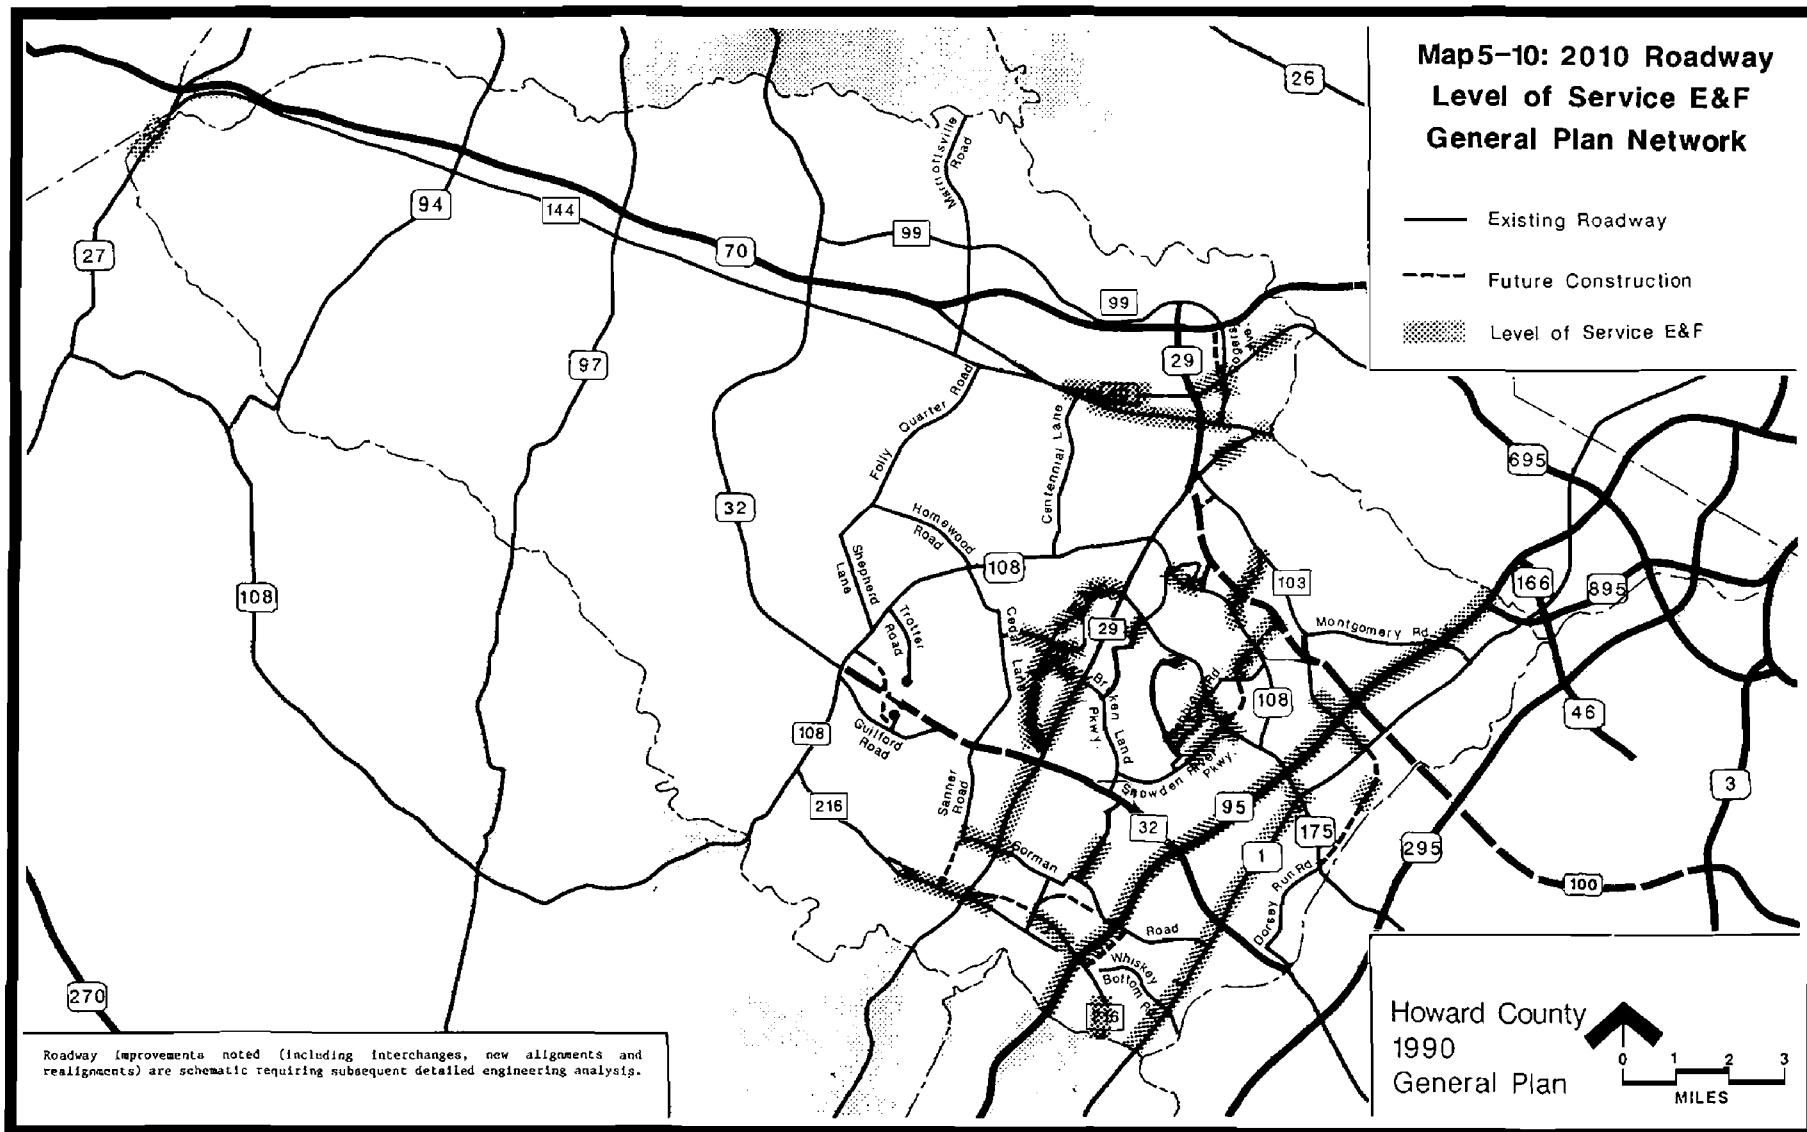 Map5-10: 2010 Roadway
Level of Service E&F
General Plan Network
Existing Roadway
Future Construction
Level of Service E&F
26
Marriottsville
Road
94
144
27
70
99
99
97
29
Rogers
Ave
Folly Quarter Road
Centennial Lane
695
32
Homewood
Road
108
Shepherd
Lane
108
103
166
895
Trotter
Road
Cedar Lane
29
Montgomery Rd
Broken Land
Pkwy.
108
46
108
Guilford
Road
Snowden River
Pkwy.
Sanner
Road
216
95
3
32
175
1
295
Gorman
Dorsey Run Rd.
100
Road
Whiskey
Bottom
270
Howard County
1990
General Plan
0 1 2 3
MILES
Roadway improvements noted (including interchanges, new alignments and
realignments) are schematic requiring subsequent detailed engineering analysis.